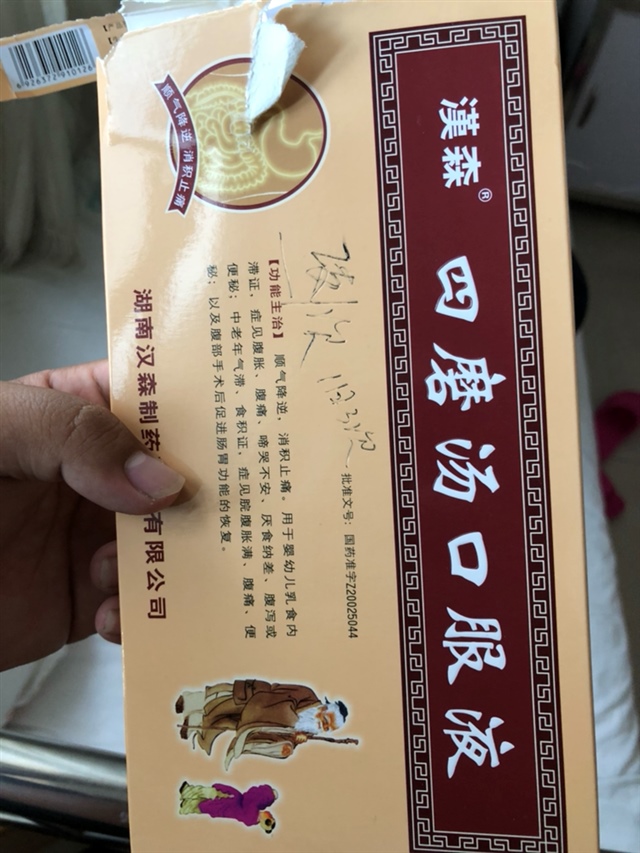 漢森®
四磨汤口服液
批准文号：国药准字Z20025044
【功能主治】 顺气降逆，消积止痛。用于婴幼儿乳食内
滞证，症见腹胀、腹痛、啼哭不安、厌食纳差、腹泻或
便秘；中老年气滞、食积证，症见脘腹胀满、腹痛、便
秘；以及腹部手术后促进肠胃功能的恢复。
顺气降逆 消积止痛
湖南汉森制药
有限公司